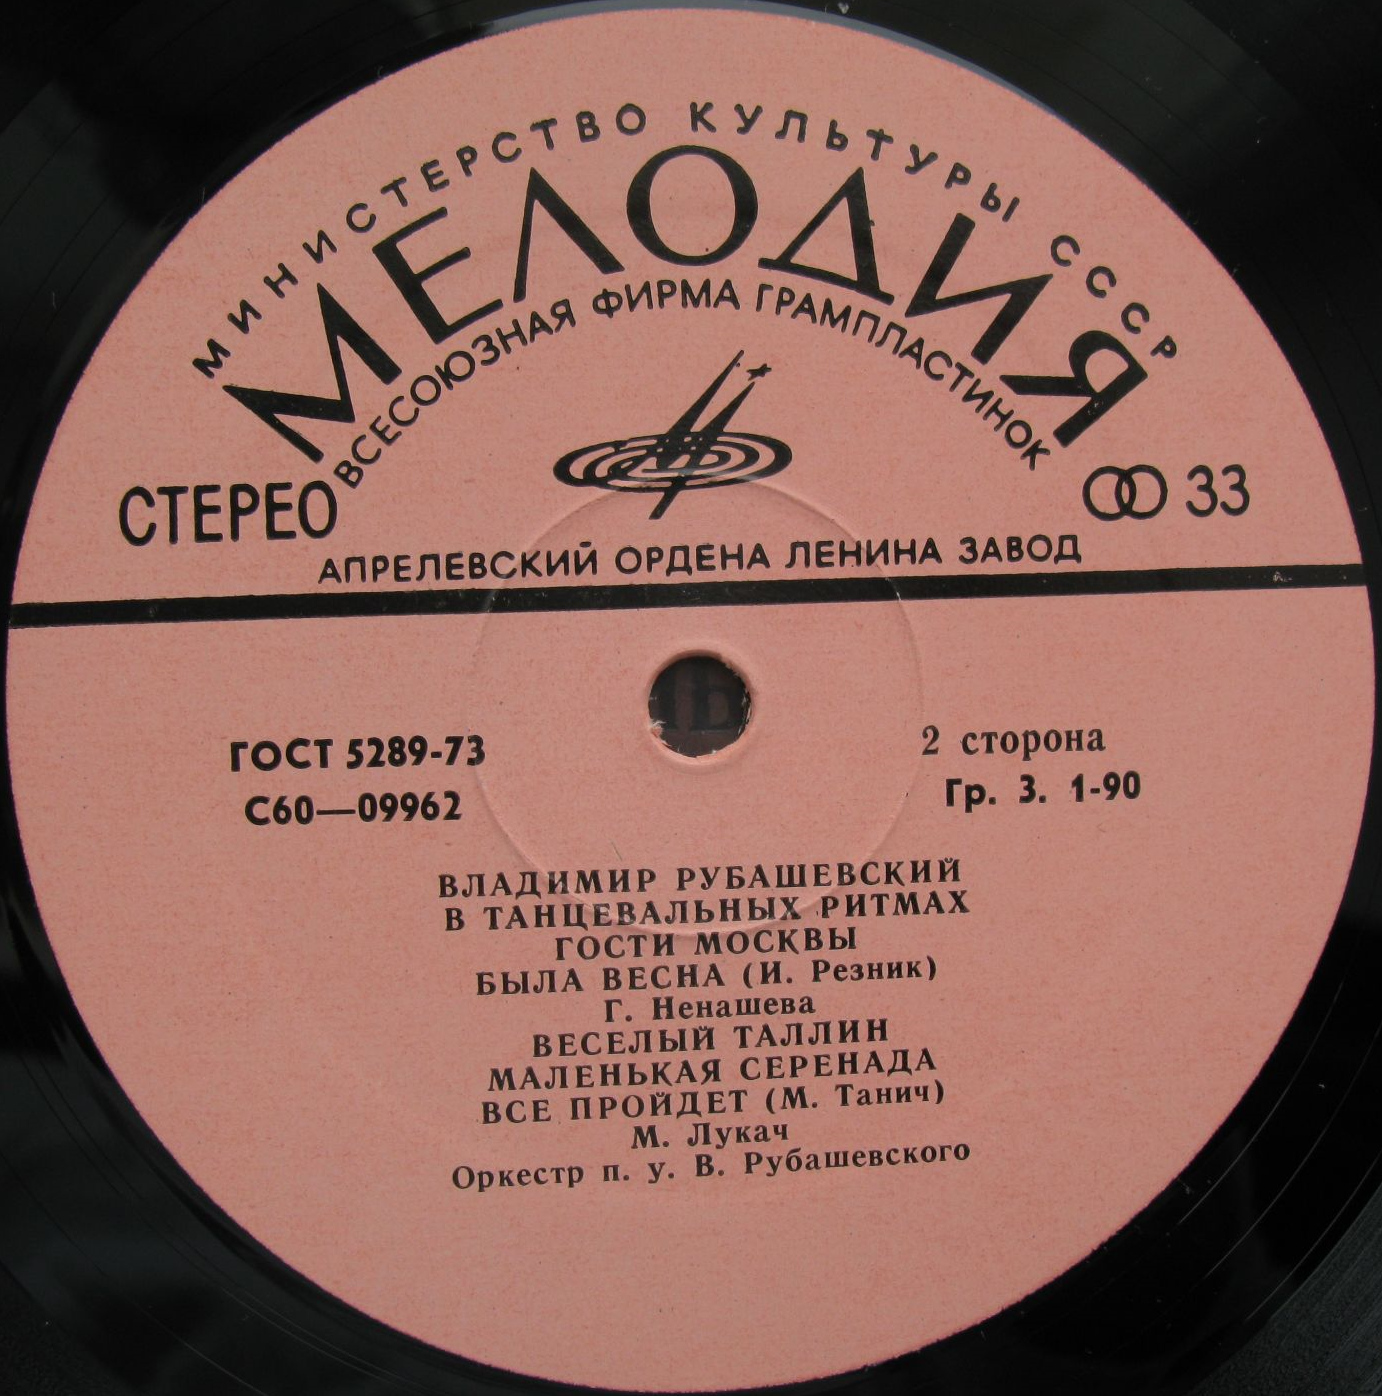 МИНИСТЕРСТВО КУЛЬТУРЫ СССР
МЕЛОДИЯ
ВСЕСОЮЗНАЯ ФИРМА ГРАМПЛАСТИНОК
СТЕРЕО
33
АПРЕЛЕВСКИЙ ОРДЕНА ЛЕНИНА ЗАВОД
ГОСТ 5289-73
2 сторона
С60—09962
Гр. 3. 1-90
ВЛАДИМИР РУБАШЕВСКИЙ
В ТАНЦЕВАЛЬНЫХ РИТМАХ
ГОСТИ МОСКВЫ
БЫЛА ВЕСНА (И. Резник)
Г. Ненашева
ВЕСЕЛЫЙ ТАЛЛИН
МАЛЕНЬКАЯ СЕРЕНАДА
ВСЕ ПРОЙДЕТ (М. Танич)
М. Лукач
Оркестр п. у. В. Рубашевского